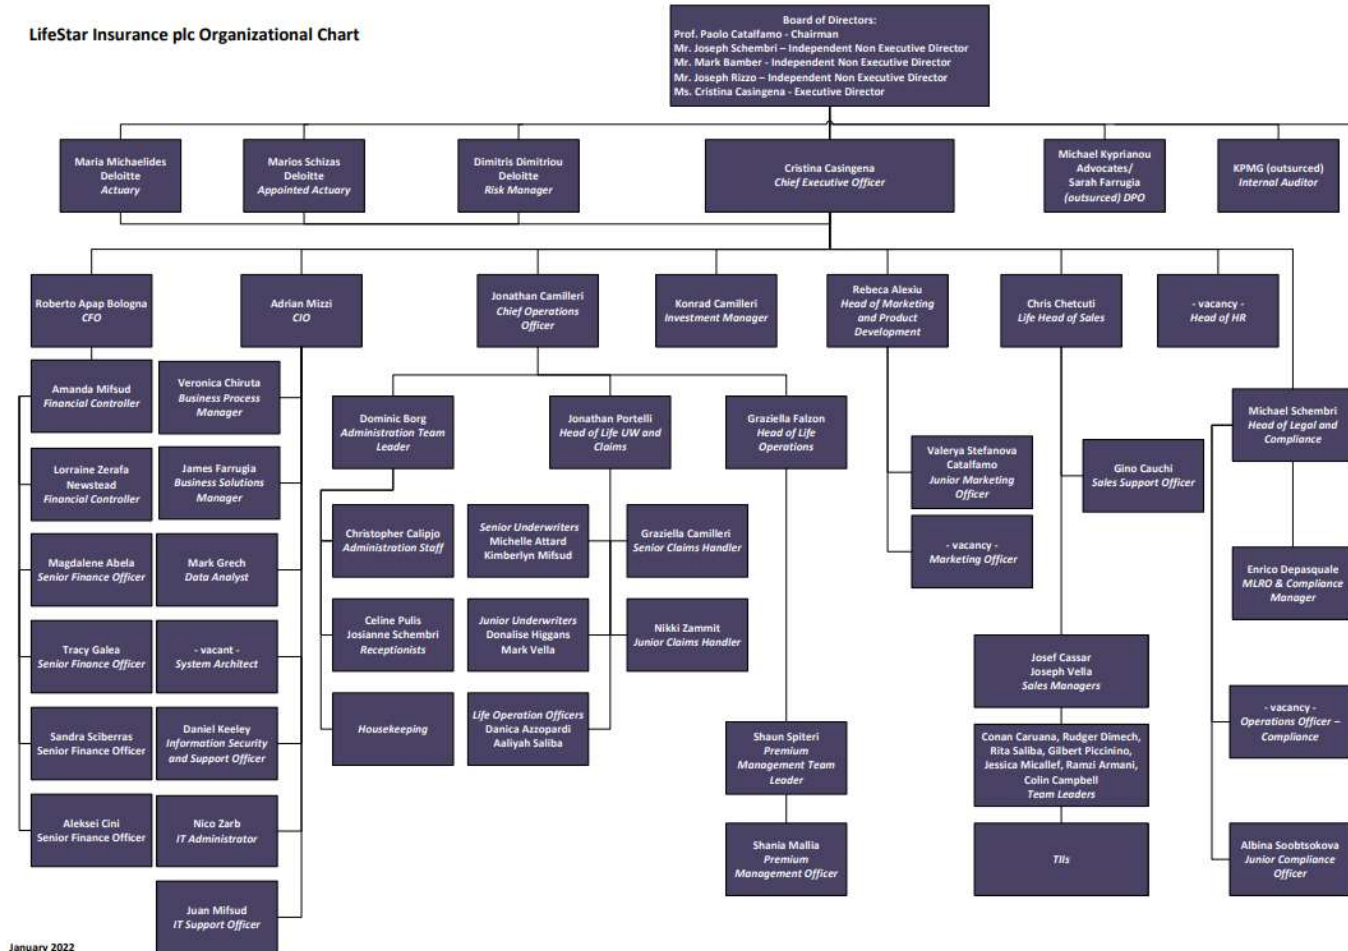 LifeStar Insurance plc Organizational Chart
Board of Directors:
Prof. Paolo Catalfamo - Chairman
Mr. Joseph Schembri – Independent Non Executive Director
Mr. Mark Bamber - Independent Non Executive Director
Mr. Joseph Rizzo – Independent Non Executive Director
Ms. Cristina Casingena - Executive Director
Maria Michaelides
Deloitte
Actuary
Marios Schizas
Deloitte
Appointed Actuary
Dimitris Dimitriou
Deloitte
Risk Manager
Cristina Casingena
Chief Executive Officer
Michael Kyprianou
Advocates/
Sarah Farrugia
(outsurced) DPO
KPMG (outsurced)
Internal Auditor
Roberto Apap Bologna
CFO
Adrian Mizzi
CIO
Jonathan Camilleri
Chief Operations
Officer
Konrad Camilleri
Investment Manager
Rebeca Alexiu
Head of Marketing
and Product
Development
Chris Chetcuti
Life Head of Sales
- vacancy -
Head of HR
Amanda Mifsud
Financial Controller
Lorraine Zerafa
Newstead
Financial Controller
Magdalene Abela
Senior Finance Officer
Tracy Galea
Senior Finance Officer
Sandra Sciberras
Senior Finance Officer
Aleksei Cini
Senior Finance Officer
Veronica Chiruta
Business Process
Manager
James Farrugia
Business Solutions
Manager
Mark Grech
Data Analyst
- vacant -
System Architect
Daniel Keeley
Information Security
and Support Officer
Nico Zarb
IT Administrator
Juan Mifsud
IT Support Officer
Dominic Borg
Administration Team
Leader
Christopher Calipjo
Administration Staff
Celine Pulis
Josianne Schembri
Receptionists
Housekeeping
Jonathan Portelli
Head of Life UW and
Claims
Senior Underwriters
Michelle Attard
Kimberlyn Mifsud
Junior Underwriters
Donalise Higgans
Mark Vella
Life Operation Officers
Danica Azzopardi
Aaliyah Saliba
Graziella Camilleri
Senior Claims Handler
Nikki Zammit
Junior Claims Handler
Graziella Falzon
Head of Life
Operations
Shaun Spiteri
Premium
Management Team
Leader
Shania Mallia
Premium
Management Officer
Valerya Stefanova
Catalfamo
Junior Marketing
Officer
- vacancy -
Marketing Officer
Gino Cauchi
Sales Support Officer
Josef Cassar
Joseph Vella
Sales Managers
Conan Caruana, Rudger Dimech,
Rita Saliba, Gilbert Piccinino,
Jessica Micallef, Ramzi Armani,
Colin Campbell
Team Leaders
TIIs
Michael Schembri
Head of Legal and
Compliance
Enrico Depasquale
MLRO & Compliance
Manager
- vacancy -
Operations Officer –
Compliance
Albina Soobtsokova
Junior Compliance
Officer
January 2022